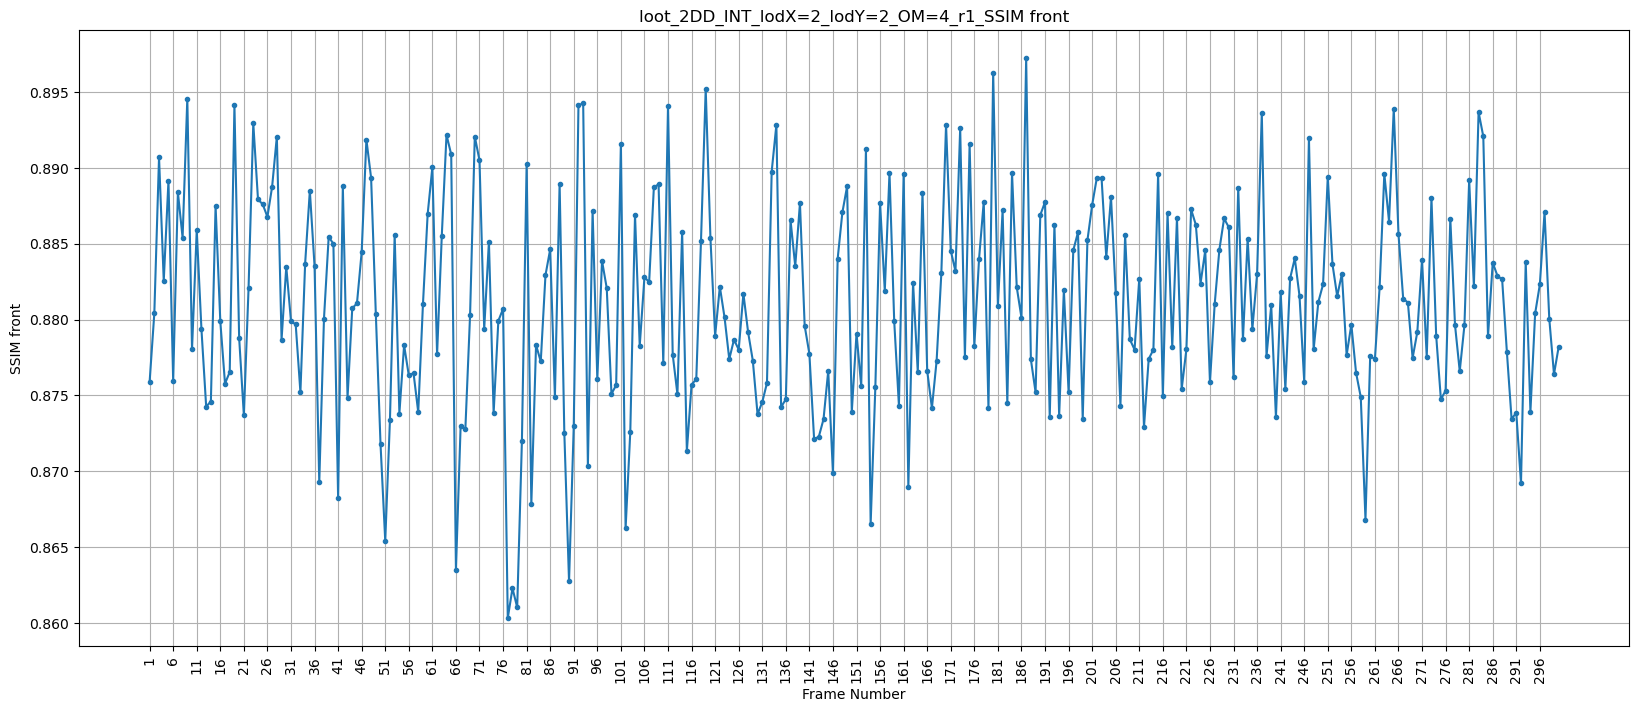 loot_2DD_INT_lodX=2_lodY=2_OM=4_r1_SSIM front
SSIM front
0.895
0.890
0.885
0.880
0.875
0.870
0.865
0.860
1 6 11 16 21 26 31 36 41 46 51 56 61 66 71 76 81 86 91 96 101 106 111 116 121 126 131 136 141 146 151 156 161 166 171 176 181 186 191 196 201 206 211 216 221 226 231 236 241 246 251 256 261 266 271 276 281 286 291 296
Frame Number